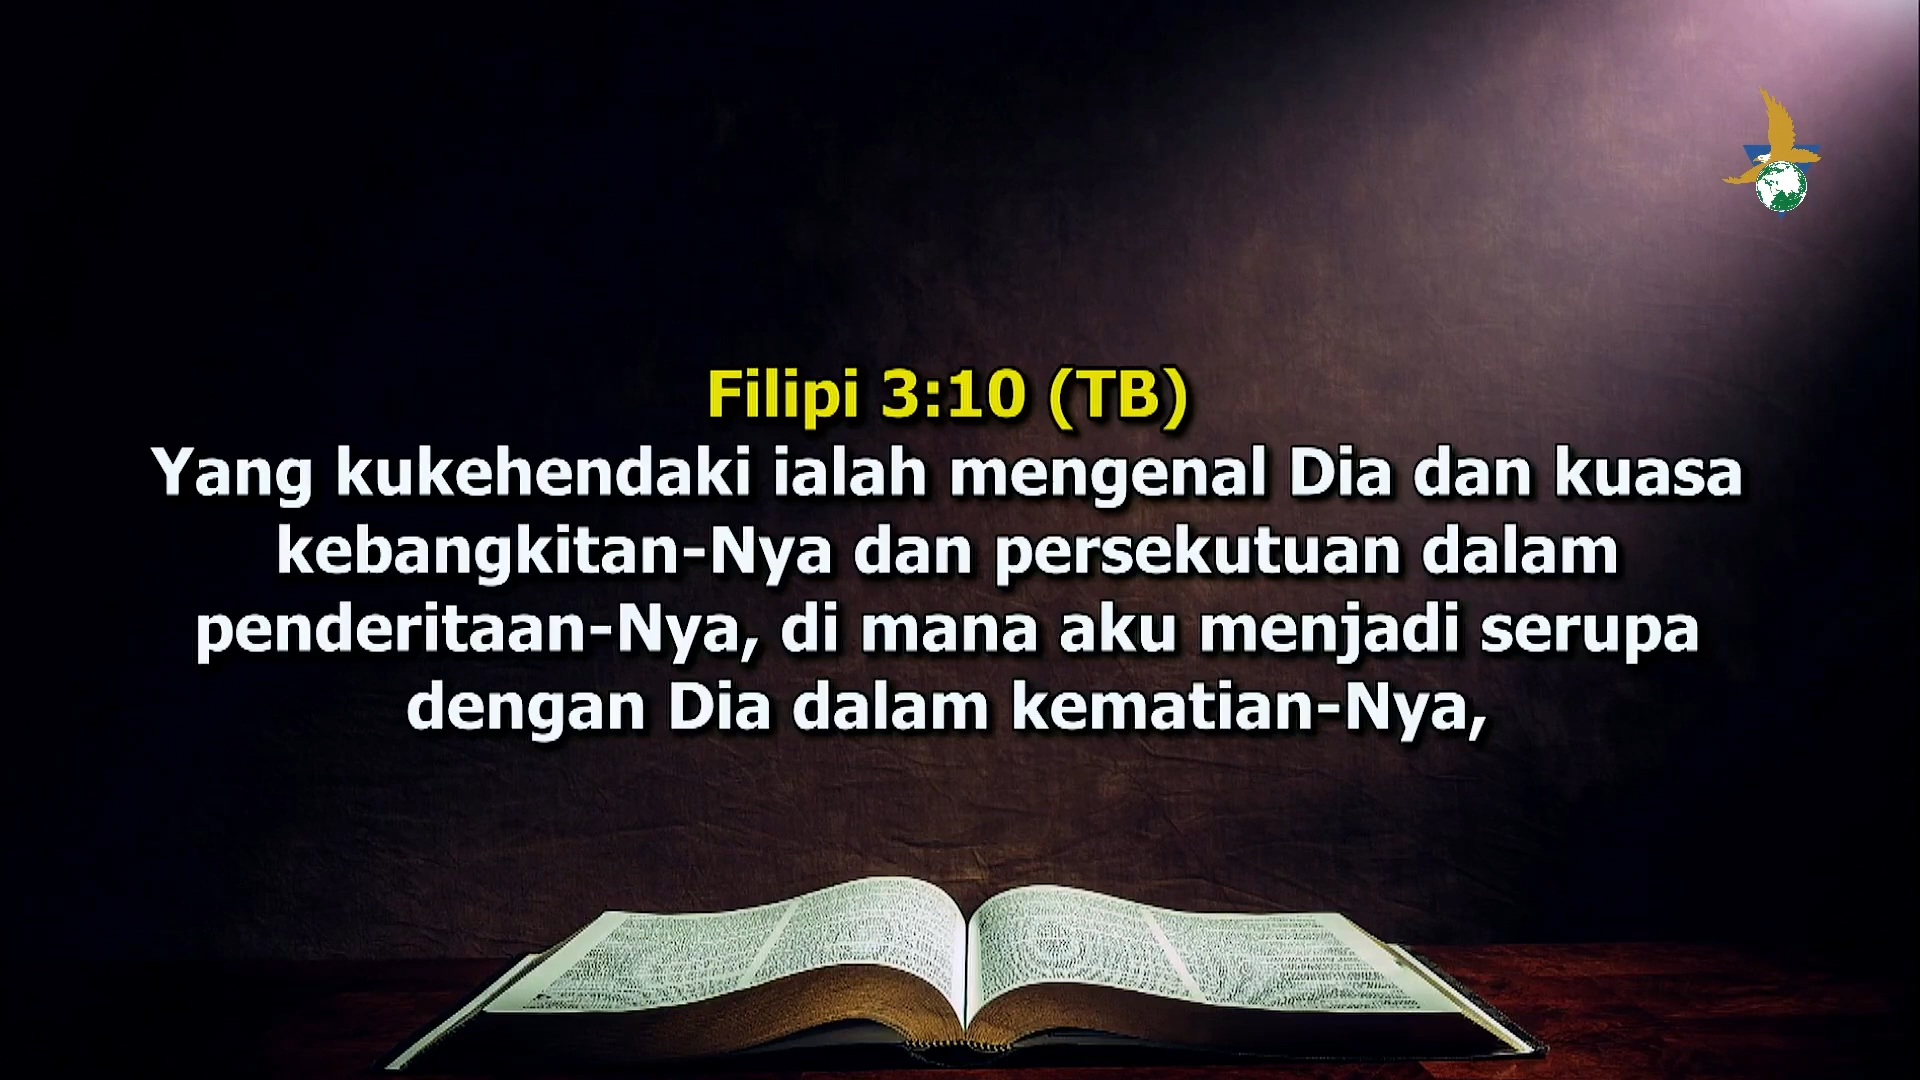 Filipi 3:10 (TB)
Yang kukehendaki ialah mengenal Dia dan kuasa
kebangkitan-Nya dan persekutuan dalam
penderitaan-Nya, di mana aku menjadi serupa
dengan Dia dalam kematian-Nya,